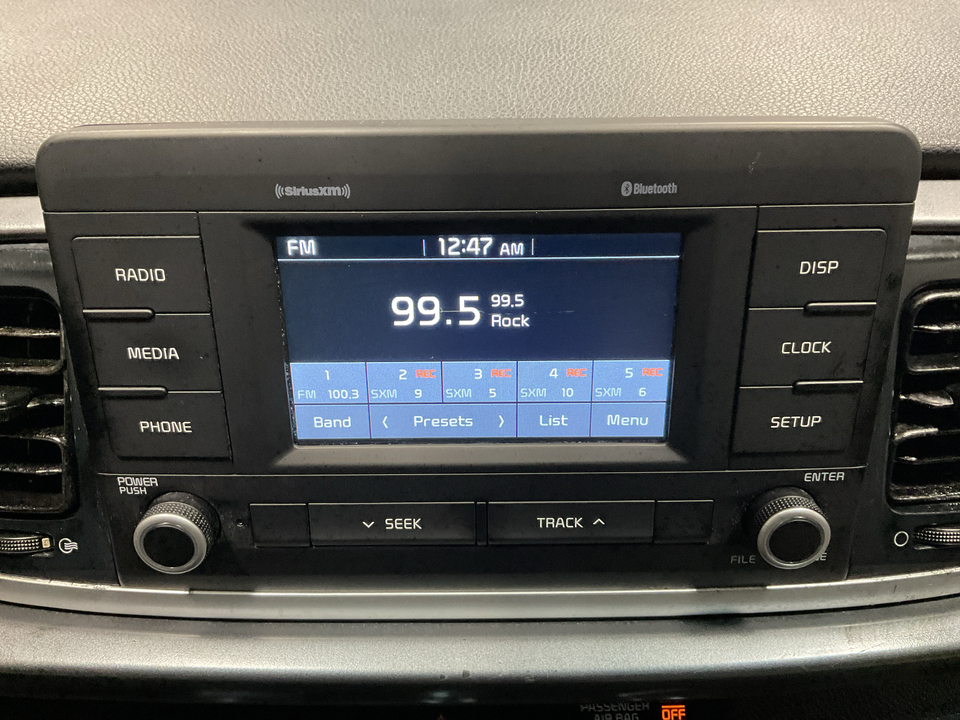 SiriusXM
Bluetooth
RADIO
MEDIA
PHONE
FM 12:47 AM
99.5 99.5
Rock
1 2 REC 3 REC 4 REC 5 REC
FM 100.3 SXM 9 SXM 5 SXM 10 SXM 6
Band Presets List Menu
DISP
CLOCK
SETUP
POWER
PUSH
SEEK
TRACK
ENTER
FILE
PASSENGER
AIR BAG
OFF